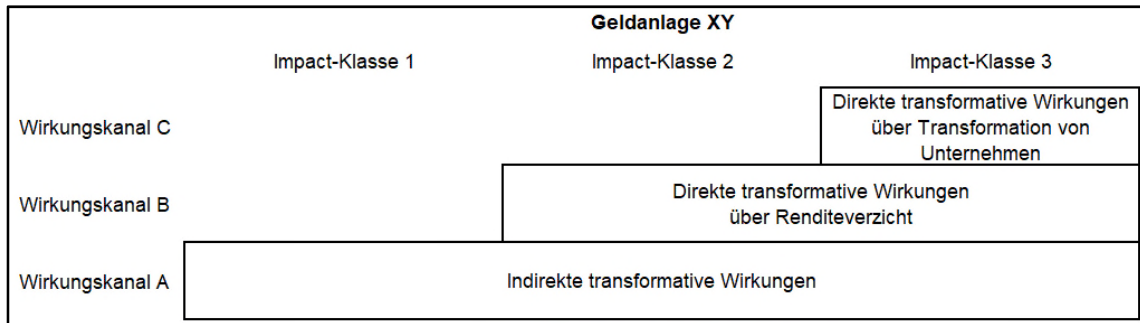 Geldanlage XY
Impact-Klasse 1 Impact-Klasse 2 Impact-Klasse 3
Wirkungskanal C
Direkte transformative Wirkungen
über Transformation von
Unternehmen
Wirkungskanal B
Direkte transformative Wirkungen
über Renditeverzicht
Wirkungskanal A
Indirekte transformative Wirkungen